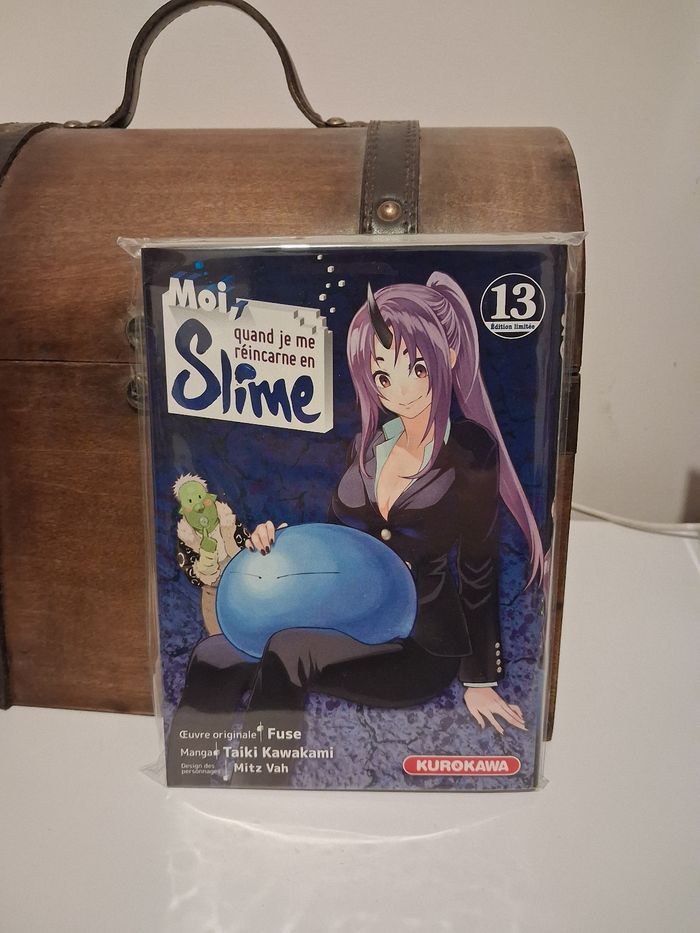 Moi,
quand je me
réincarne en
Slime
13
Édition limitée
Œuvre originale Fuse
Manga Taiki Kawakami
Design des
personnages Mitz Vah
KUROKAWA